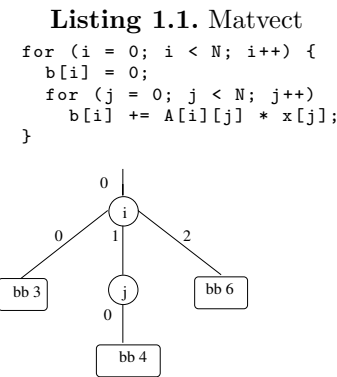 Listing 1.1. Matvect
for (i = 0; i < N; i++) {
  b[i] = 0;
  for (j = 0; j < N; j++)
    b[i] += A[i][j] * x[j];
}
0
i
0 1 2
bb 3 j bb 6
0
bb 4